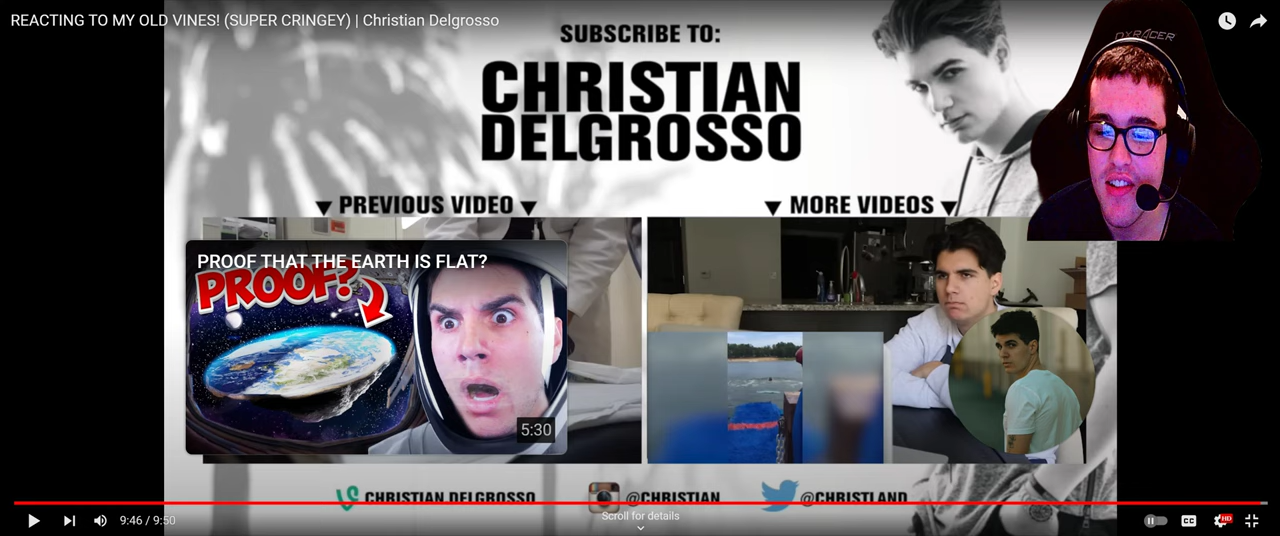 REACTING TO MY OLD VINES! (SUPER CRINGEY) | Christian Delgrosso
SUBSCRIBE TO:
CHRISTIAN
DELGROSSO
DXRACER
PREVIOUS VIDEO
MORE VIDEOS
PROOF THAT THE EARTH IS FLAT?
PROOF?
5:30
CHRISTIAN DELGROSSO
@CHRISTIAN
@CHRISTLAND
Scroll for details
9:46 / 9:50
CC
HD